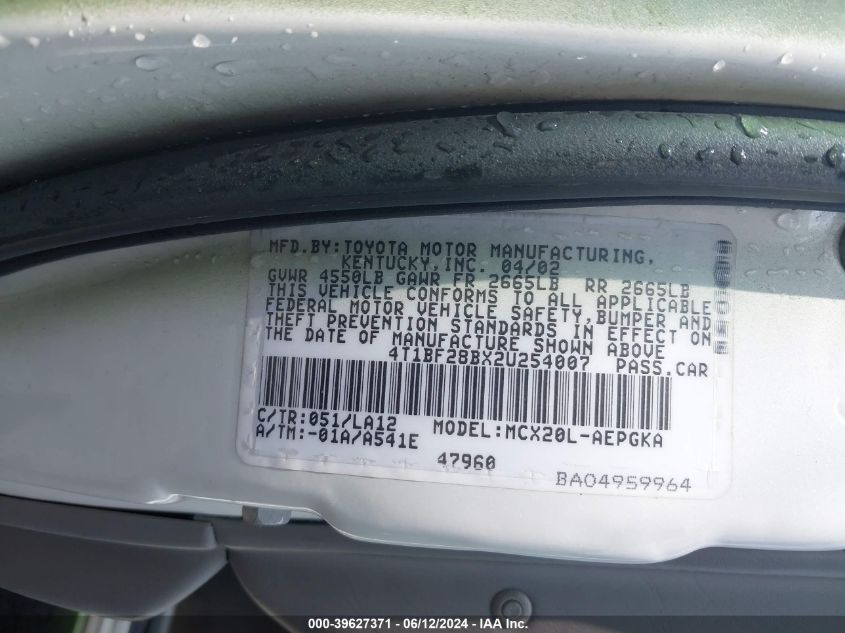 MFD.BY:TOYOTA MOTOR MANUFACTURING,
KENTUCKY,INC. 04/02
GVWR 4550LB GAWR FR 2665LB RR 2665LB
THIS VEHICLE CONFORMS TO ALL APPLICABLE
FEDERAL MOTOR VEHICLE SAFETY,BUMPER AND
THEFT PREVENTION STANDARDS IN EFFECT ON
THE DATE OF MANUFACTURE SHOWN ABOVE
4T1BF28BX2U254007 PASS.CAR
C/TR:051/LA12 MODEL:MCX20L-AEPGKA
A/TM:-01A/A541E
47960
BA04959964
000-39627371 - 06/12/2024 - IAA Inc.